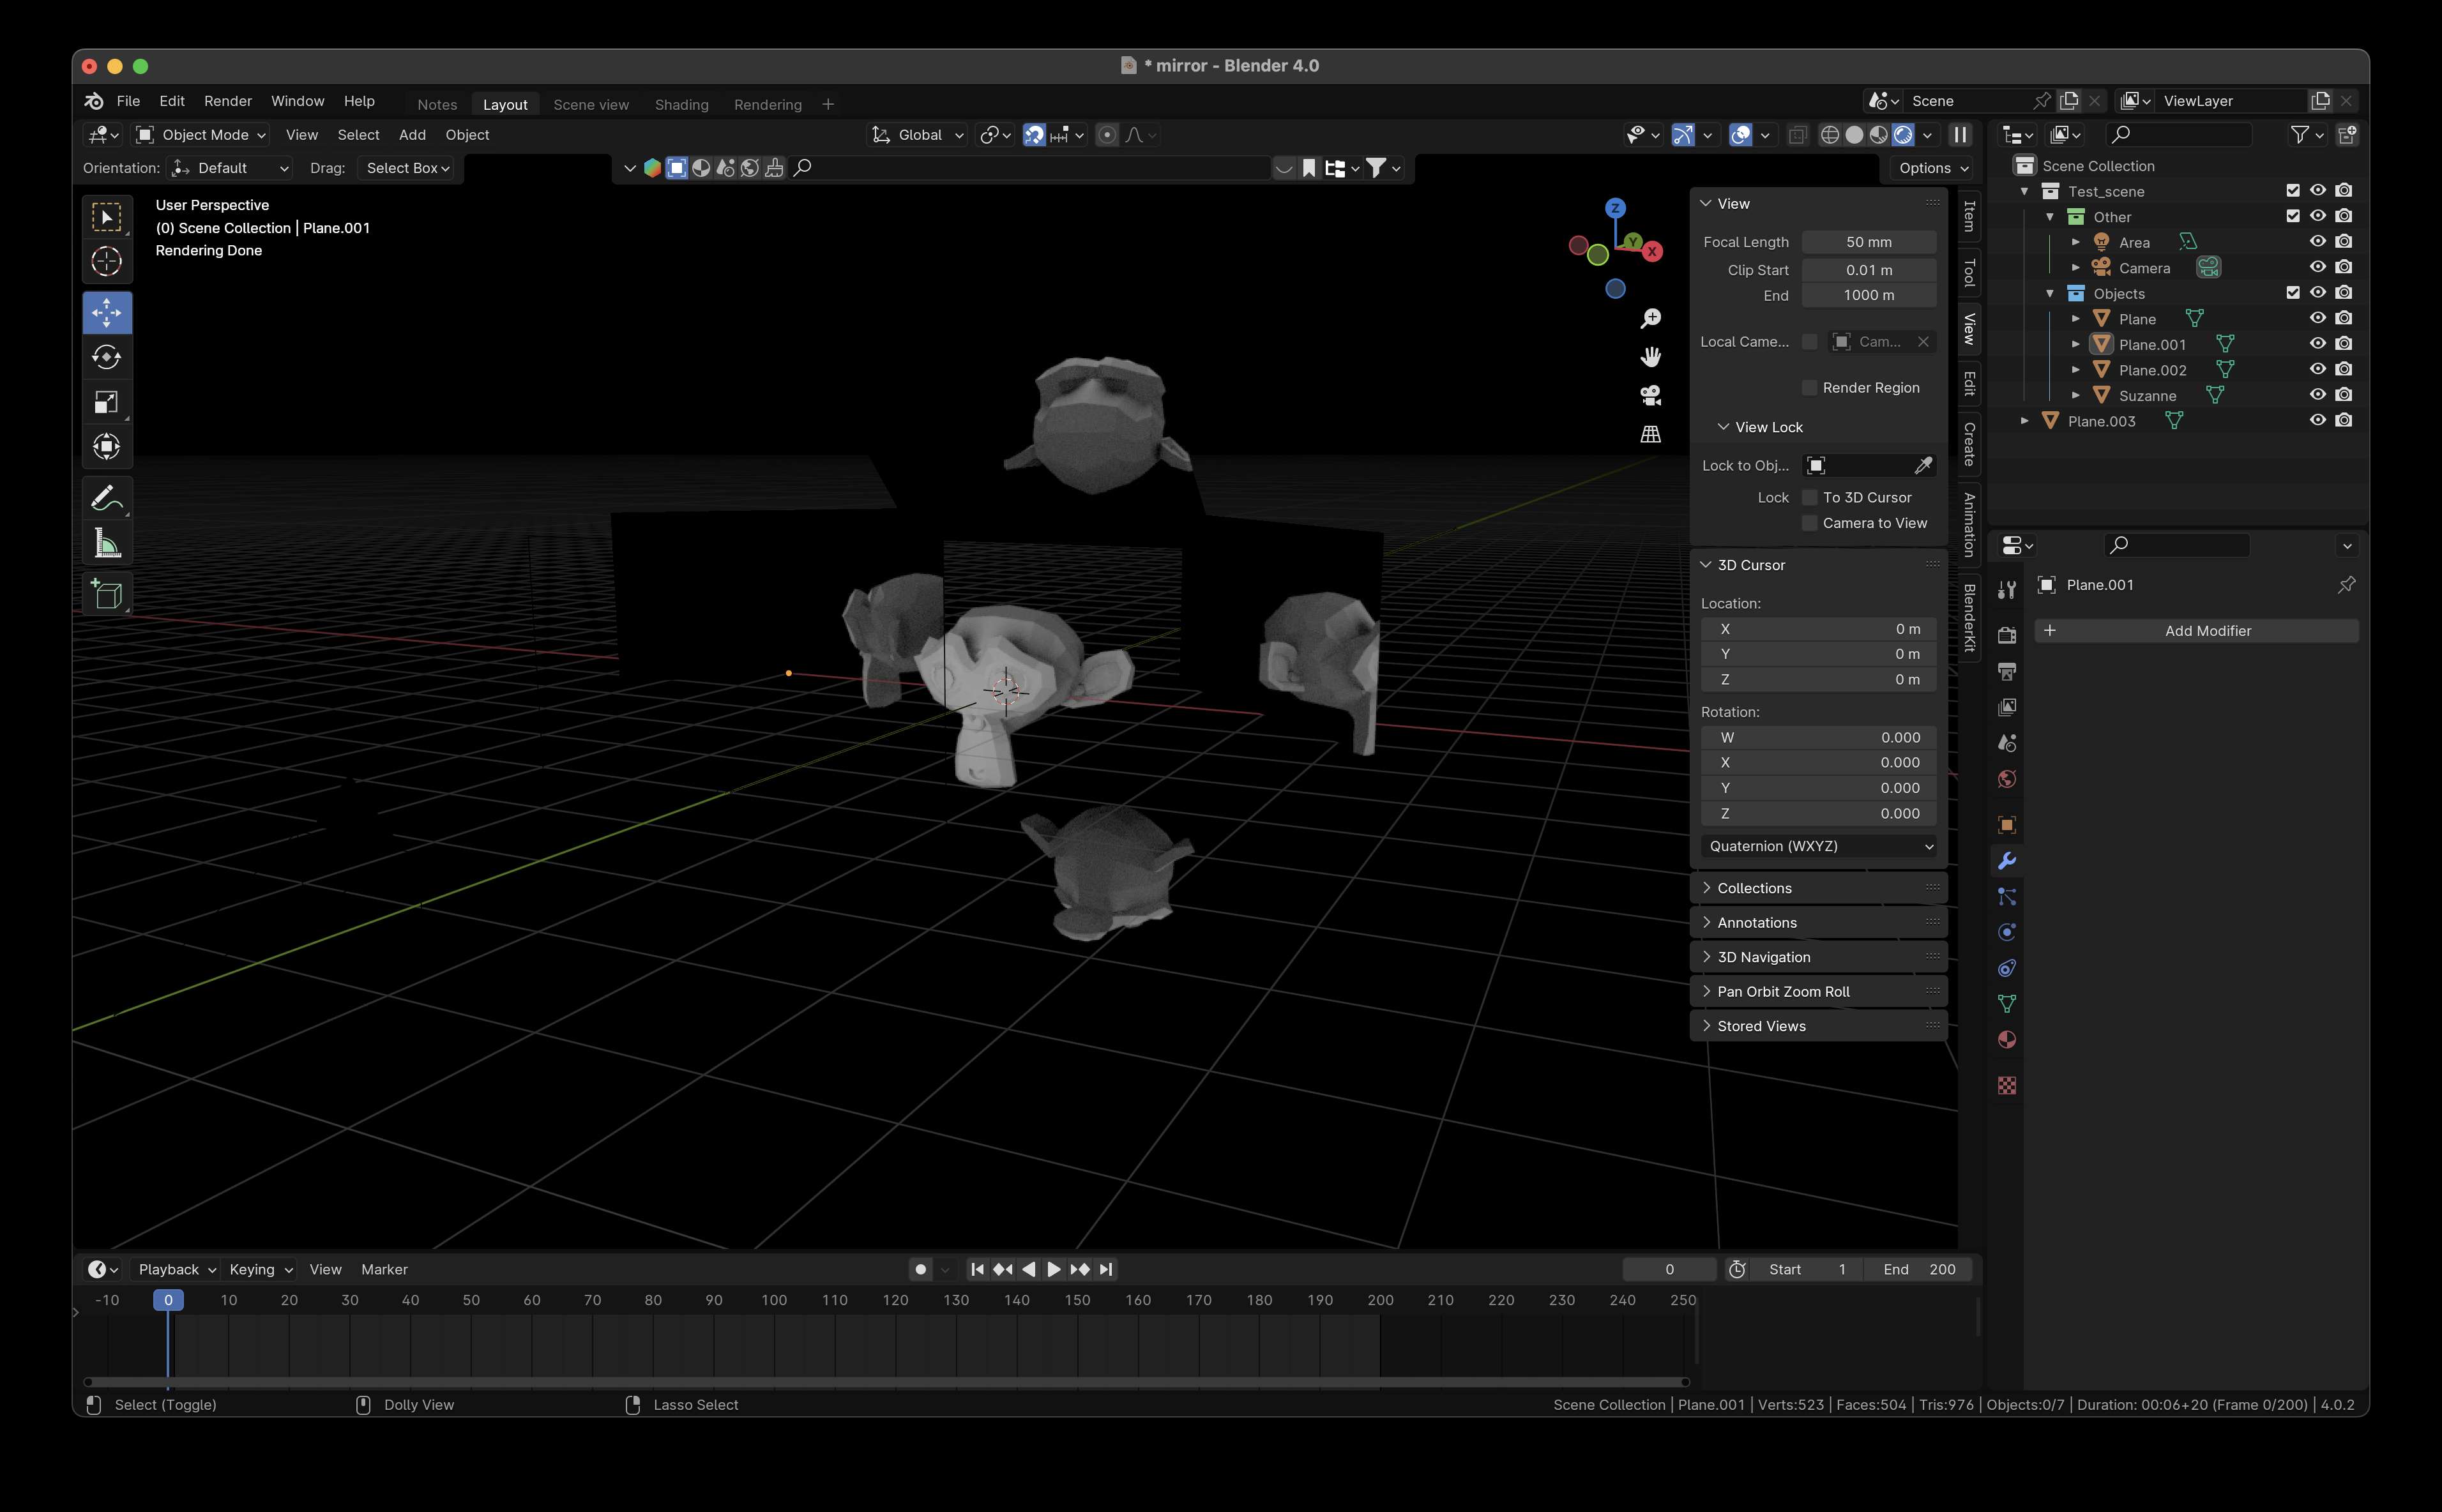 * mirror - Blender 4.0
File Edit Render Window Help Notes Layout Scene view Shading Rendering + Scene ViewLayer
Object Mode View Select Add Object Global
Orientation: Default Drag: Select Box Options
User Perspective
(0) Scene Collection | Plane.001
Rendering Done
Z
Y
X
View
Focal Length 50 mm
Clip Start 0.01 m
End 1000 m
Local Came... Cam...
Render Region
View Lock
Lock to Obj...
Lock To 3D Cursor
Camera to View
3D Cursor
Location:
X 0 m
Y 0 m
Z 0 m
Rotation:
W 0.000
X 0.000
Y 0.000
Z 0.000
Quaternion (WXYZ)
Collections
Annotations
3D Navigation
Pan Orbit Zoom Roll
Stored Views
Item
Tool
View
Edit
Create
Animation
BlenderKit
Scene Collection
Test_scene
Other
Area
Camera
Objects
Plane
Plane.001
Plane.002
Suzanne
Plane.003
Plane.001
+ Add Modifier
Playback Keying View Marker 0 Start 1 End 200
-10 0 10 20 30 40 50 60 70 80 90 100 110 120 130 140 150 160 170 180 190 200 210 220 230 240 250
Select (Toggle) Dolly View Lasso Select Scene Collection | Plane.001 | Verts:523 | Faces:504 | Tris:976 | Objects:0/7 | Duration: 00:06+20 (Frame 0/200) | 4.0.2